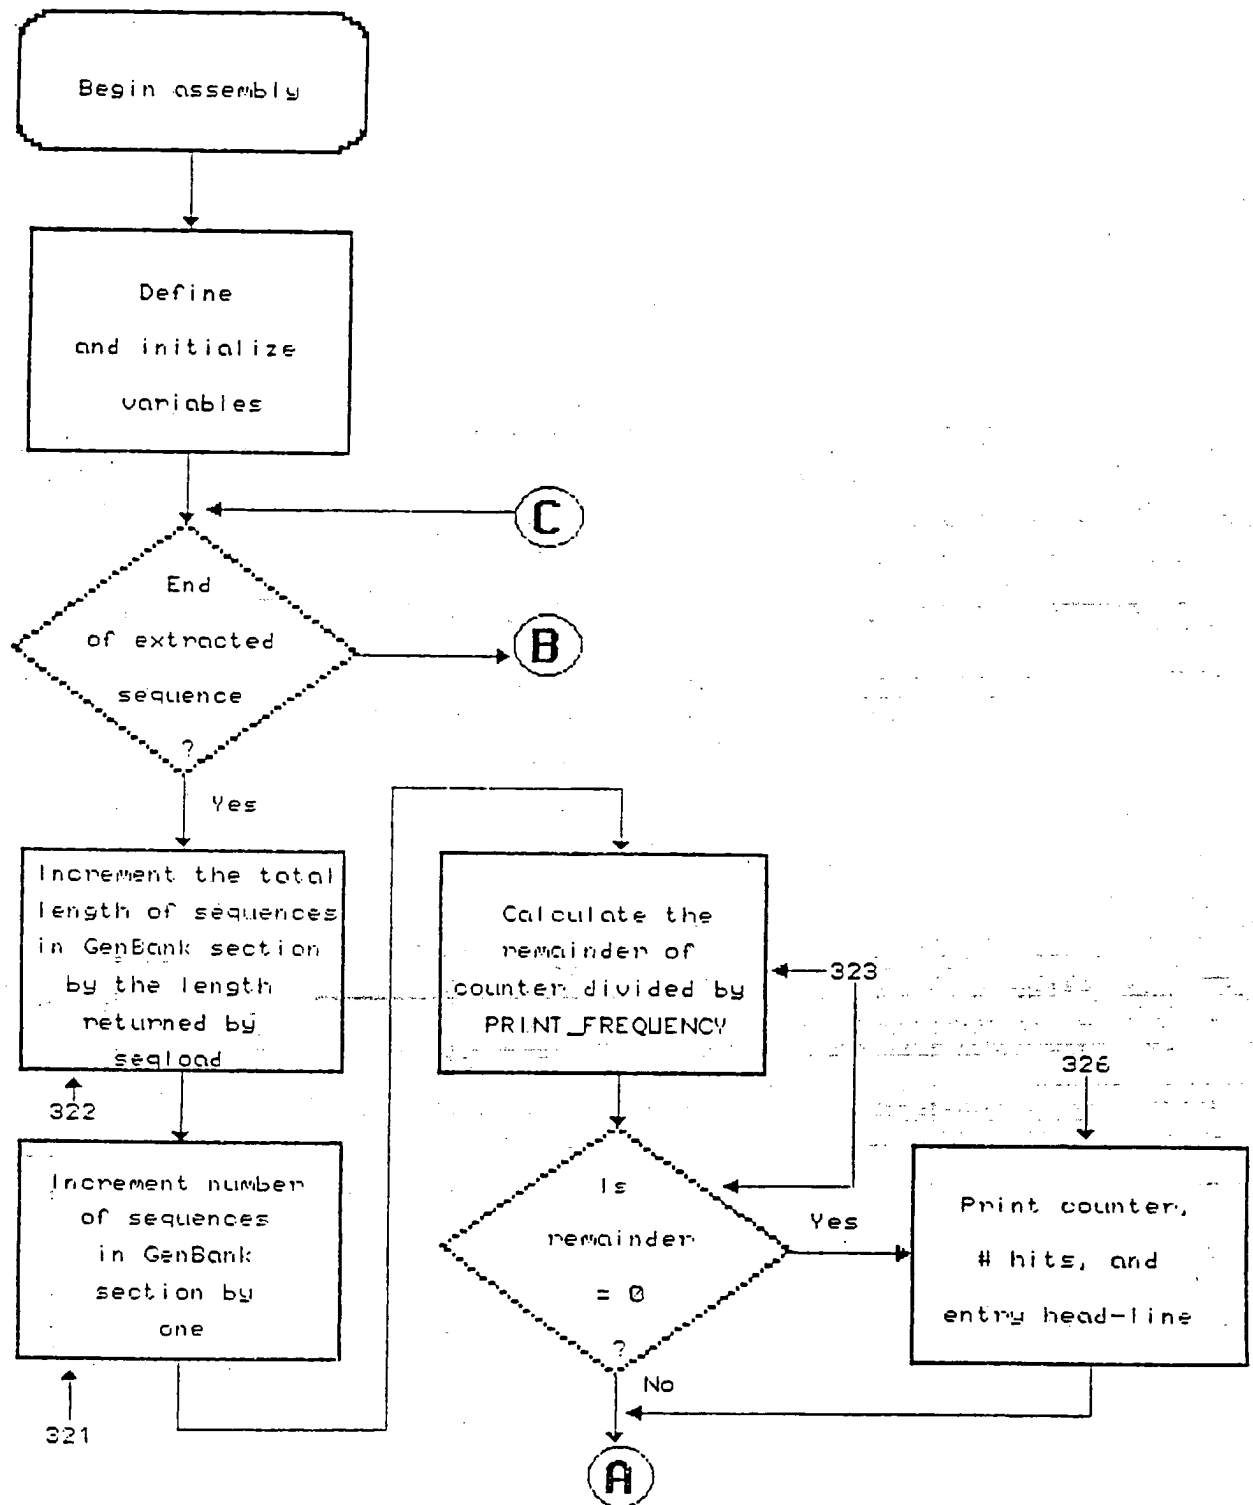 Begin assembly
Define
and initialize
variables
C
End
of extracted
sequence
?
B
Yes
Increment the total
length of sequences
in GenBank section
by the length
returned by
seqload
322
Increment number
of sequences
in GenBank
section by
one
321
Calculate the
remainder of
counter divided by
PRINT_FREQUENCY
323
Is
remainder
= 0
?
Yes
No
326
Print counter,
# hits, and
entry head-line
A